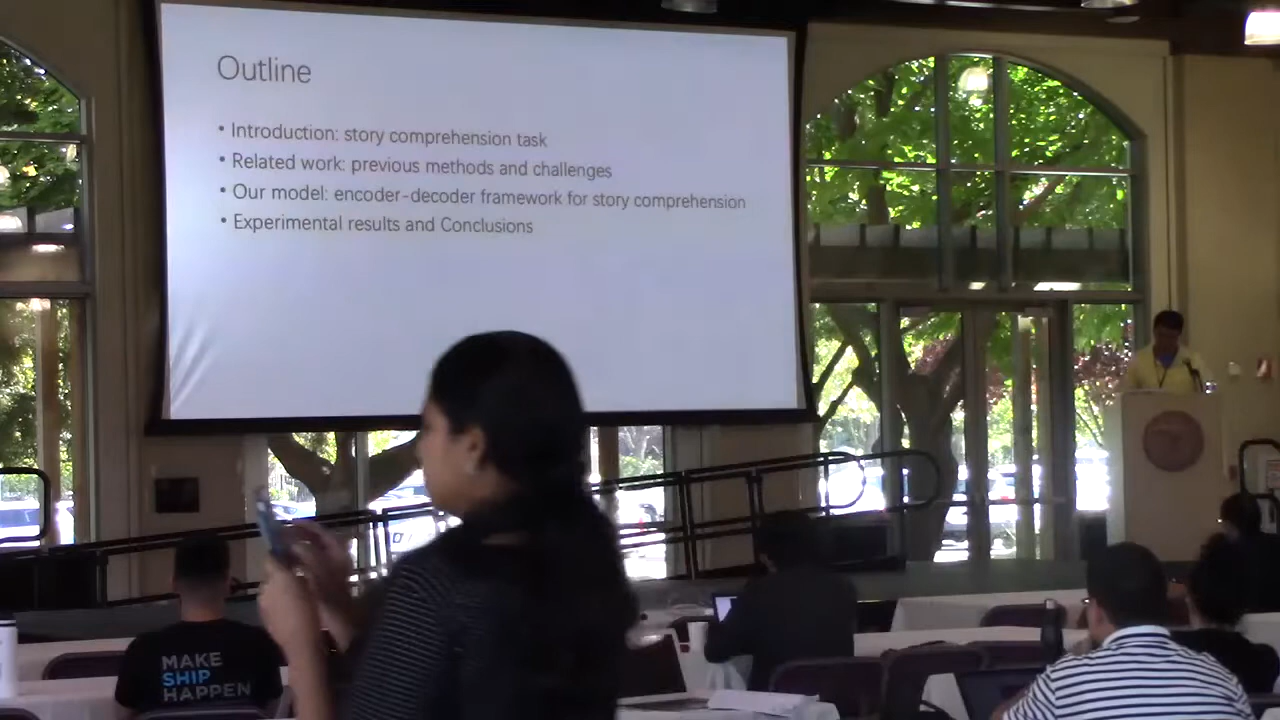 Outline
• Introduction: story comprehension task
• Related work: previous methods and challenges
• Our model: encoder-decoder framework for story comprehension
• Experimental results and Conclusions
MAKE
SHIP
HAPPEN